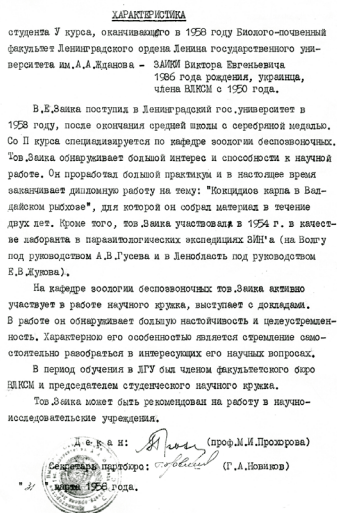 ХАРАКТЕРИСТИКА
студента У курса, оканчивающего в 1958 году Биолого-почвенный
факультет Ленинградского ордена Ленина государственного уни-
верситета им.А.А.Жданова -
ЗАИКИ Виктора Евгеньевича
1986 года рождения, украинца,
члена ВЛКСМ с 1950 года.
В.Е.Заика поступил в Ленинградский гос.университет в
1953 году, после окончания средней школы с серебряной медалью.
Со П курса специализируется по кафедре зоологии беспозвоночных.
Тов.Заика обнаруживает большой интерес и способности к научной
работе. Он проработал большой практикум и в настоящее время
заканчивает дипломную работу на тему: "Кокцидиоз карпа в Вал-
дайском рыбхозе", для которой он собрал материал в течение
двух лет. Кроме того, тов.Заика участвовал в 1954 г. в качест-
ве лаборанта в паразитологических экспедициях ЗИН'а (на Волгу
под руководством А.В.Гусева и в Ленобласть под руководством
Е.В.Жукова).
На кафедре зоологии беспозвоночных тов.Заика активно
участвует в работе научного кружка, выступает с докладами.
В работе он обнаруживает большую настойчивость и целеустремлен-
ность. Характерною его особенностью является стремление само-
стоятельно разобраться в интересующих его научных вопросах.
В период обучения в ЛГУ был членом факультетского бюро
ВЛКСМ и председателем студенческого научного кружка.
Тов.Заика может быть рекомендован на работу в научно-
исследовательские учреждения.
Декан: (проф.М.И.Прохорова)
Секретарь партбюро: (Г.А.Новиков)
марта 1958 года.